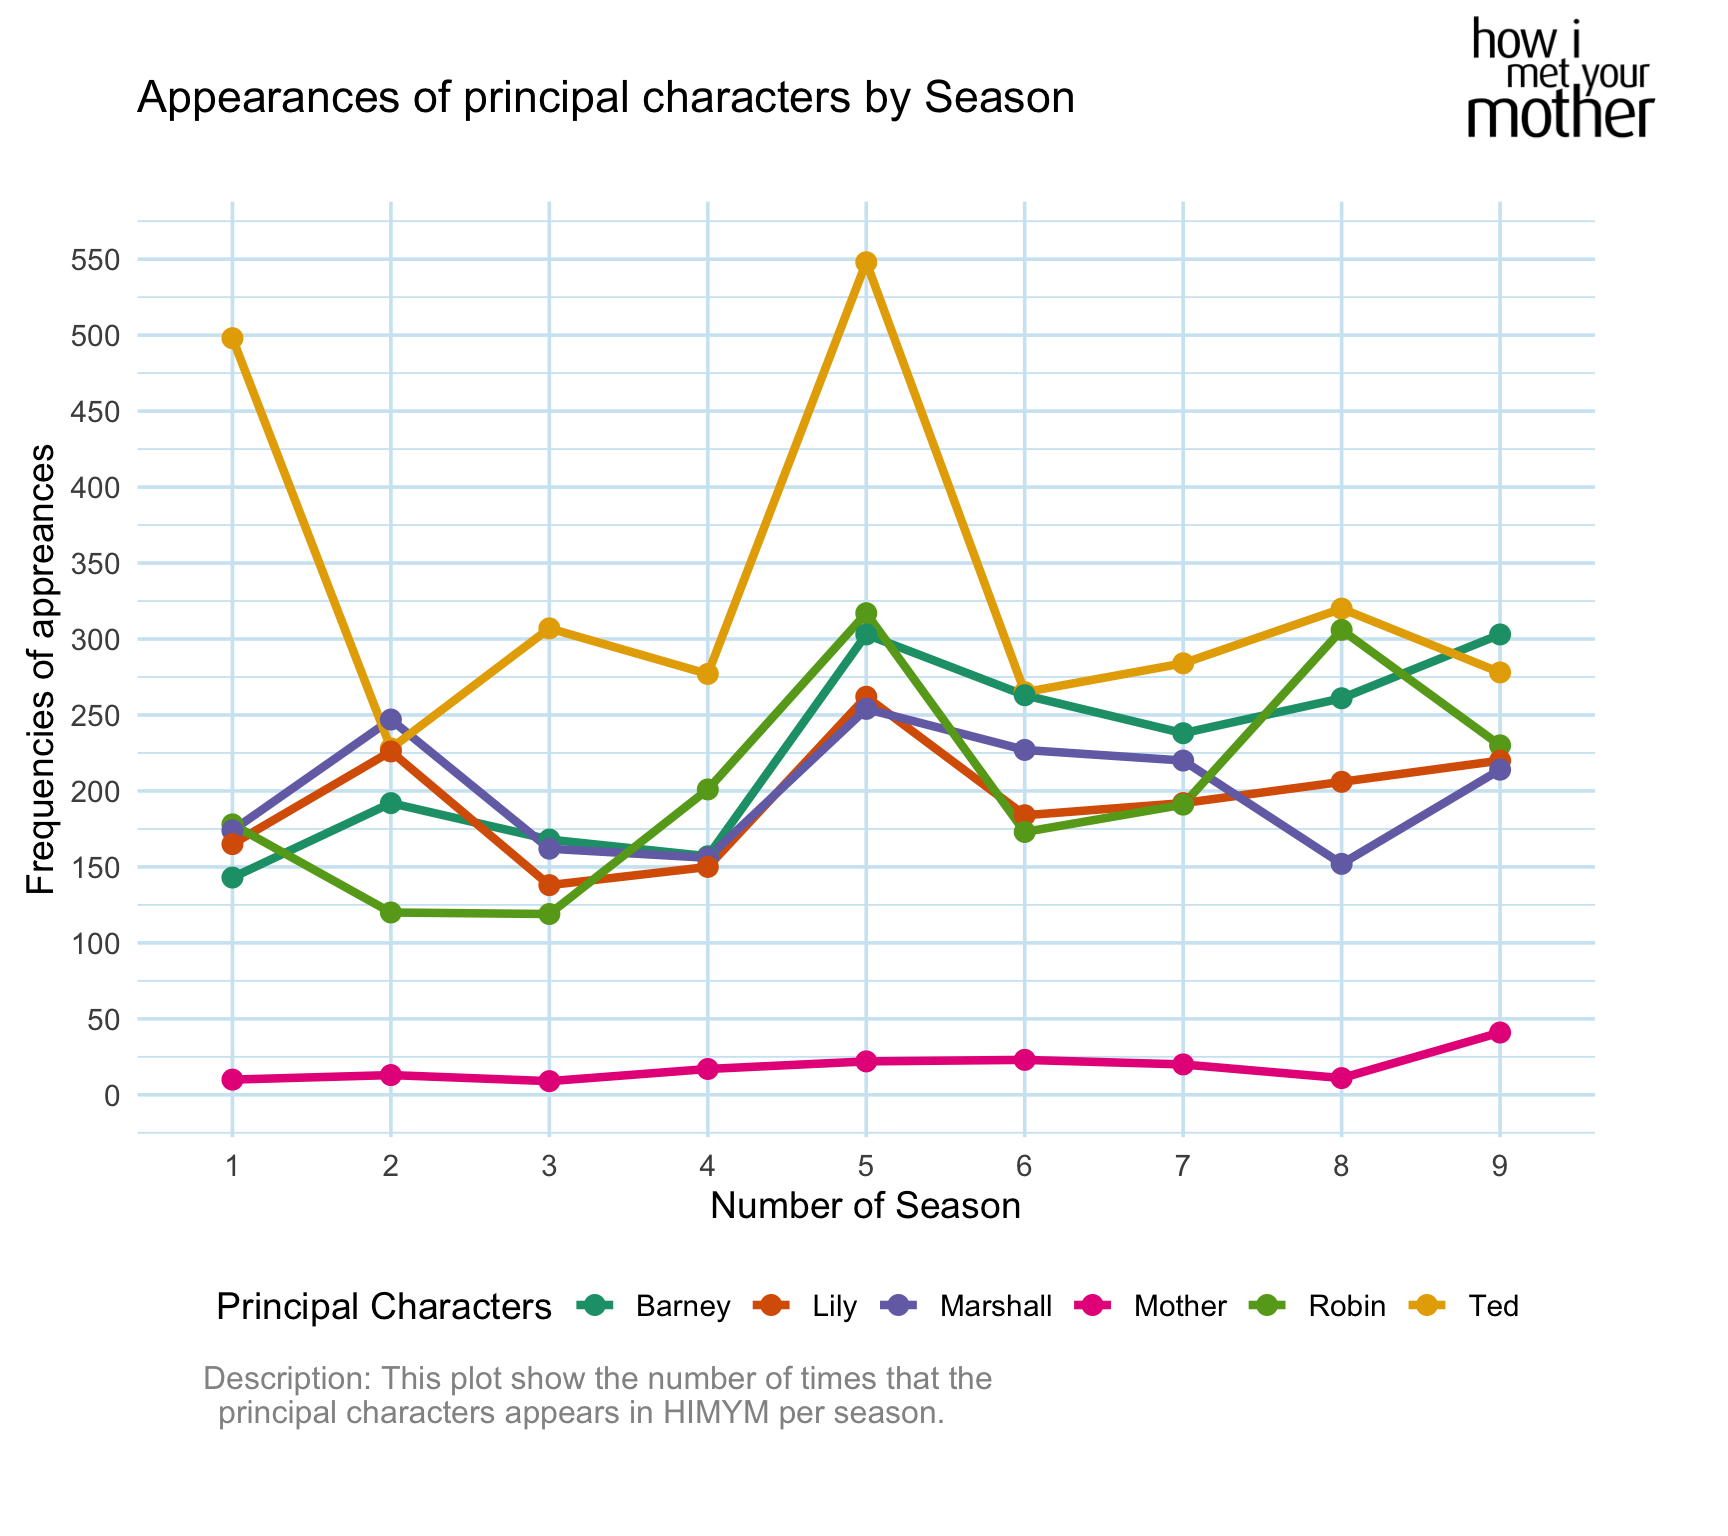 how i
met your
mother
Appearances of principal characters by Season
Frequencies of appreances
550
500
450
400
350
300
250
200
150
100
50
0
1 2 3 4 5 6 7 8 9
Number of Season
Principal Characters Barney Lily Marshall Mother Robin Ted
Description: This plot show the number of times that the
principal characters appears in HIMYM per season.